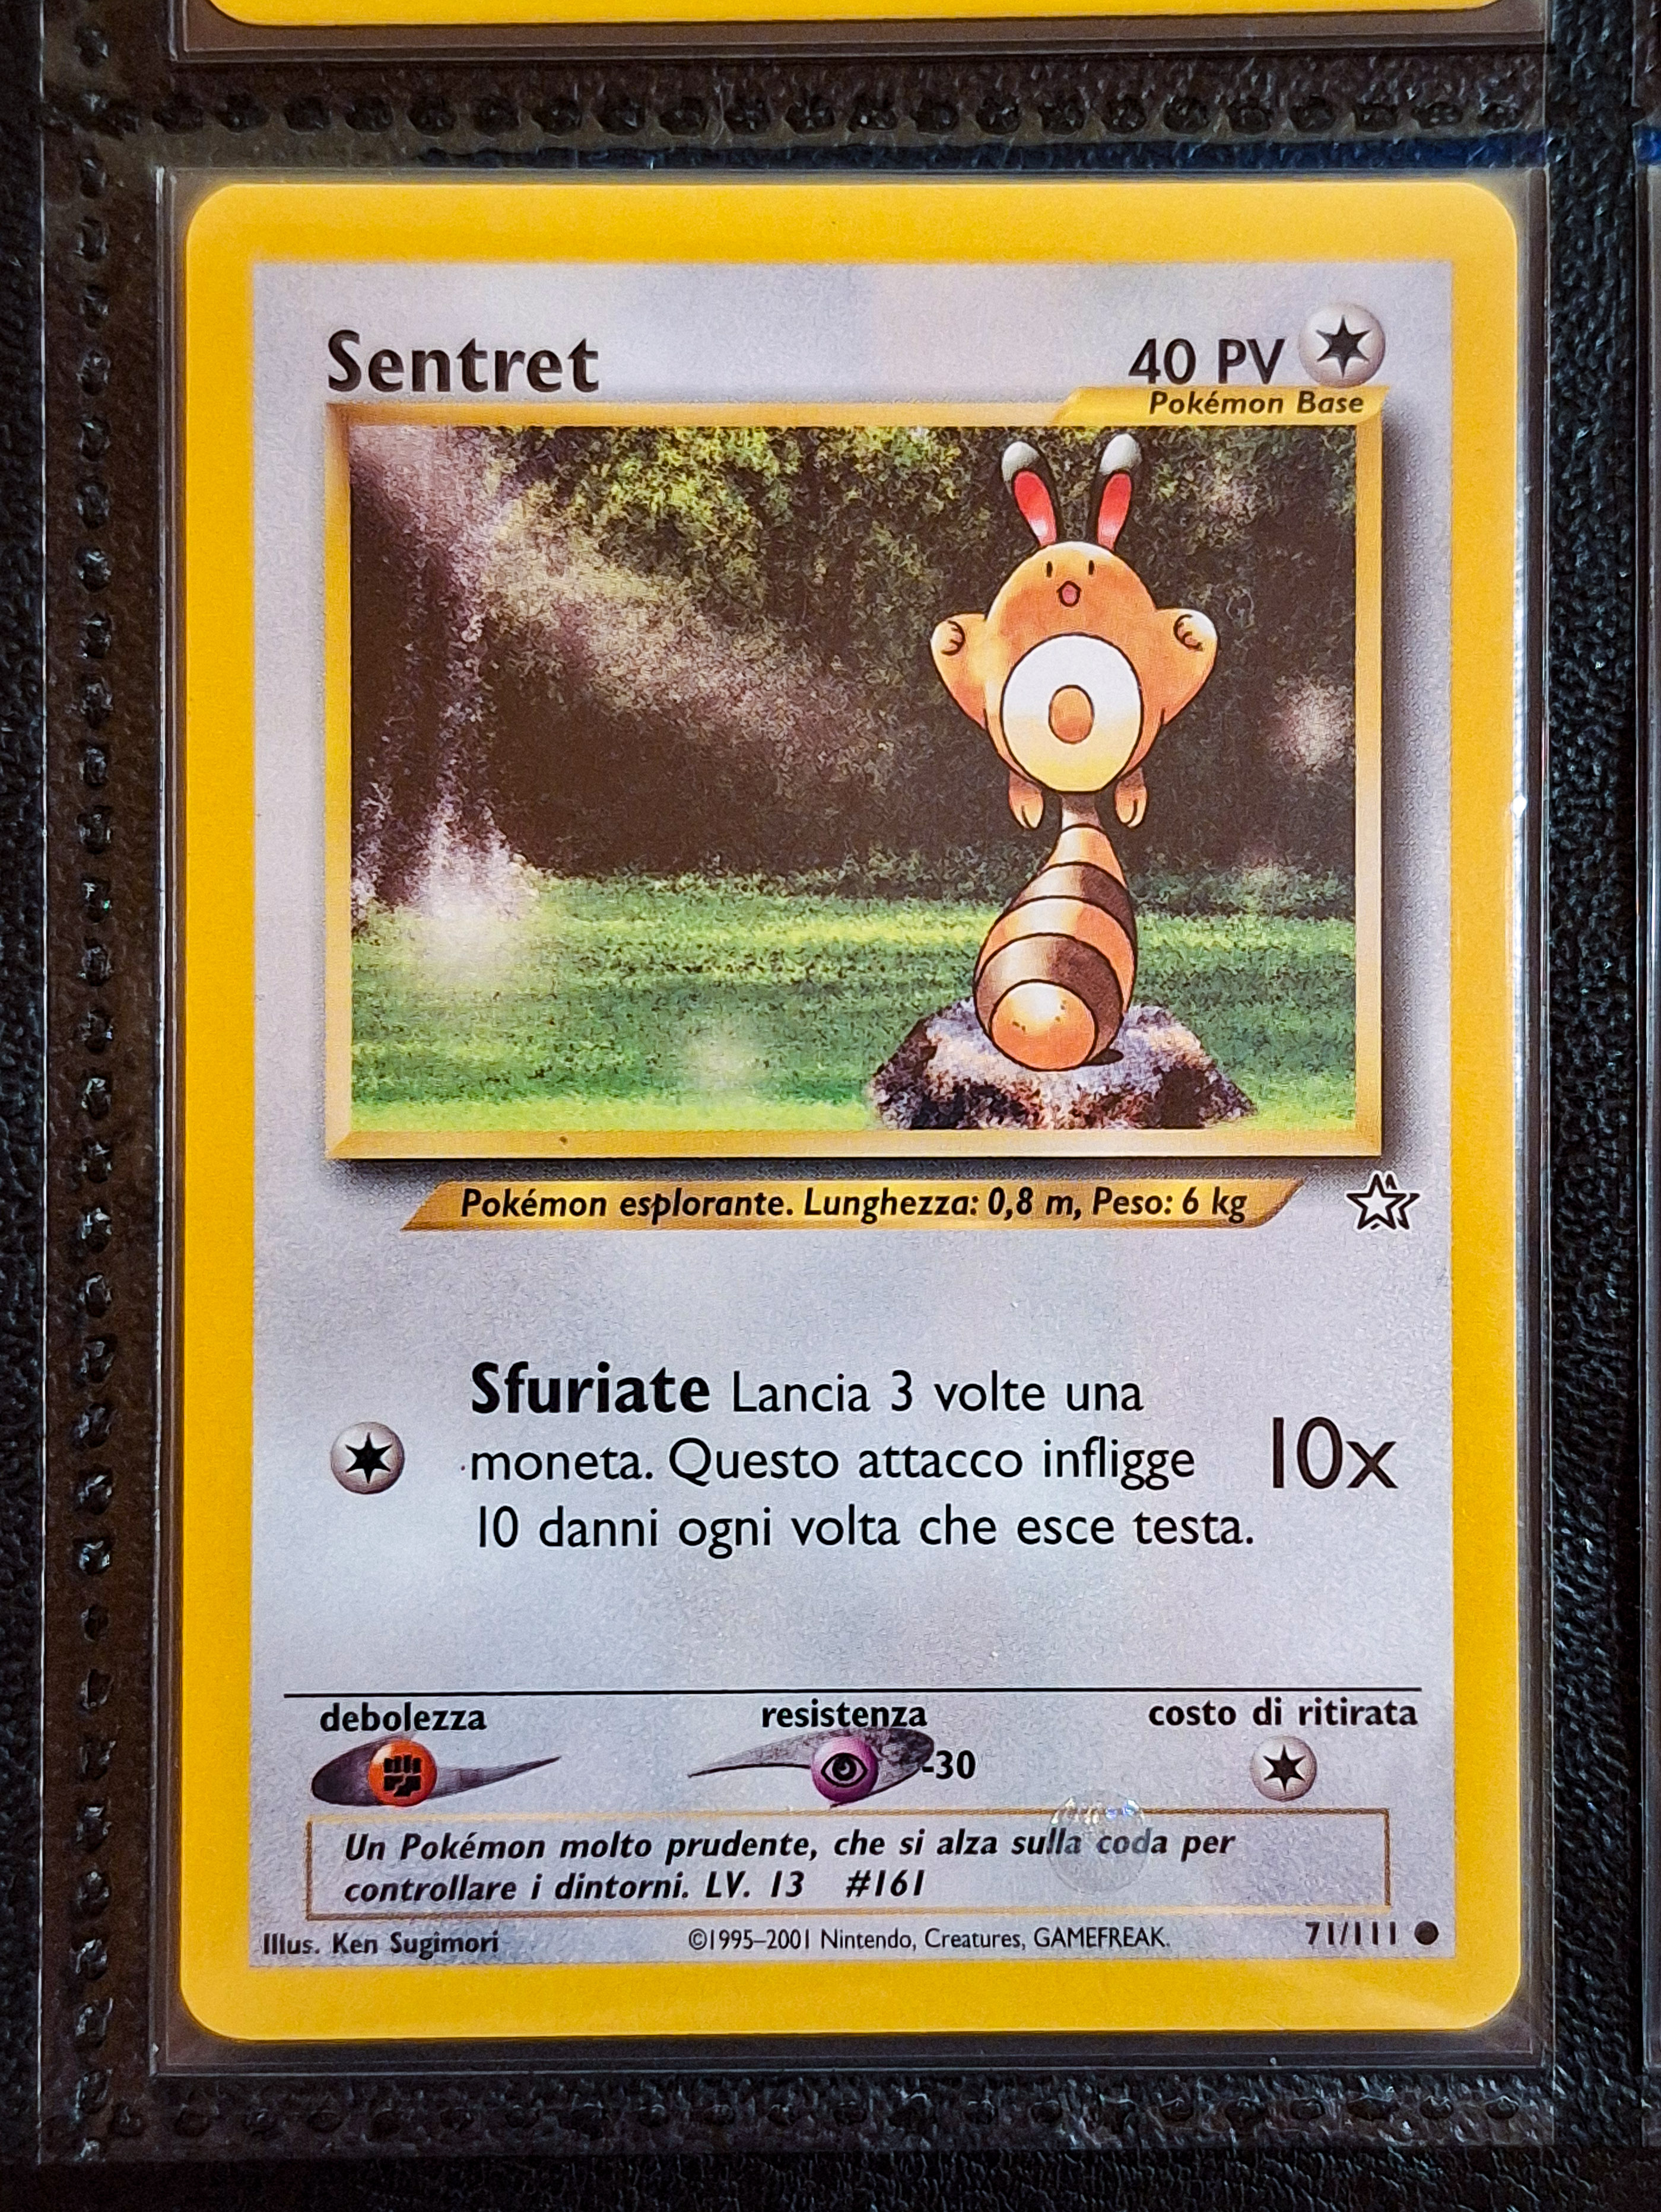 Sentret
40 PV
Pokémon Base
Pokémon esplorante. Lunghezza: 0,8 m, Peso: 6 kg
Sfuriate Lancia 3 volte una
moneta. Questo attacco infligge
10 danni ogni volta che esce testa.
10x
debolezza
resistenza
costo di ritirata
-30
Un Pokémon molto prudente, che si alza sulla coda per
controllare i dintorni. LV. 13 #161
Illus. Ken Sugimori
©1995–2001 Nintendo, Creatures, GAMEFREAK.
71/111